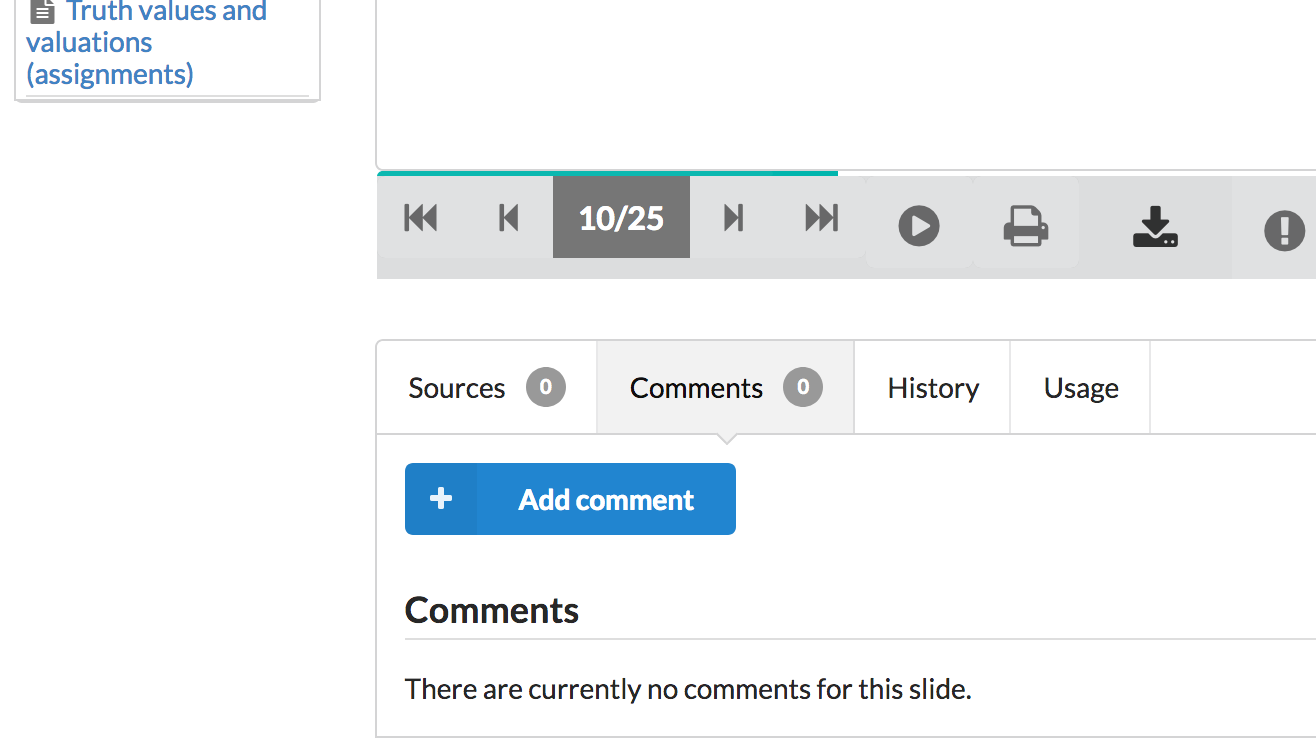 Truth values and
valuations
(assignments)
10/25
Sources 0 Comments 0 History Usage
Add comment
Comments
There are currently no comments for this slide.